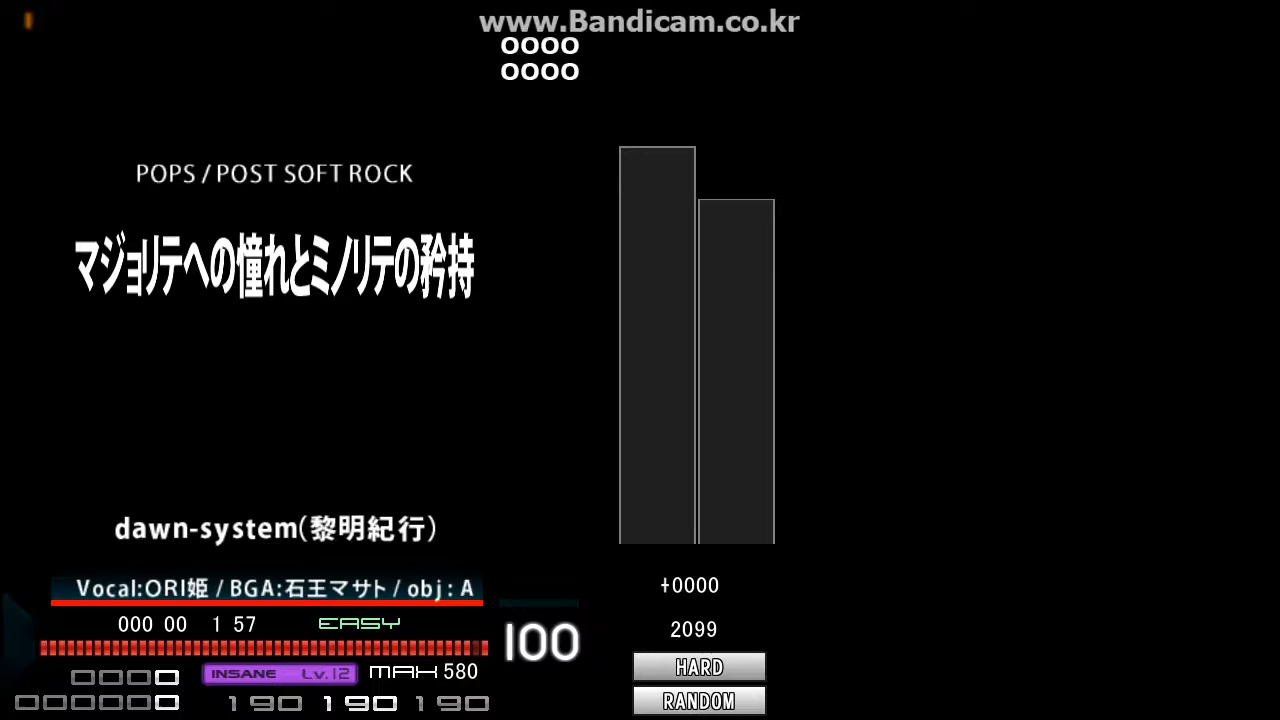 www.Bandicam.co.kr
0000
0000
POPS / POST SOFT ROCK
マジョリテへの憧れとミノリテの矜持
dawn-system(黎明紀行)
Vocal:ORI姫 / BGA:石王マサト / obj : A
000 00 1 57 EASY
100
0000 INSANE Lv.12 MAX 580
000000 190 190 190
+0000
2099
HARD
RANDOM